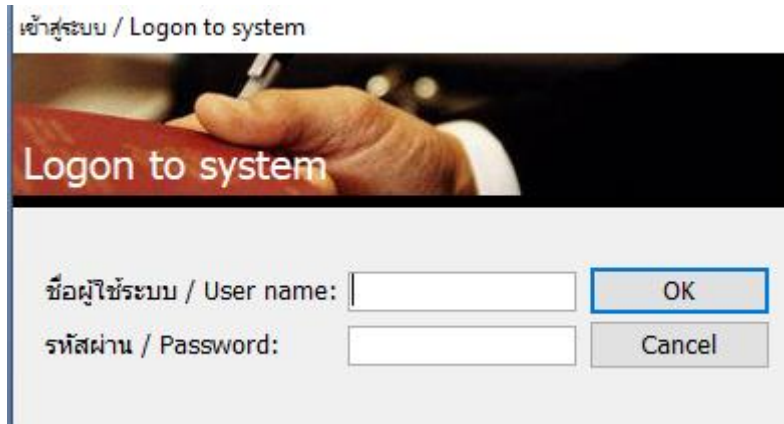 เข้าสู่ระบบ / Logon to system
Logon to system
ชื่อผู้ใช้ระบบ / User name: OK
รหัสผ่าน / Password: Cancel